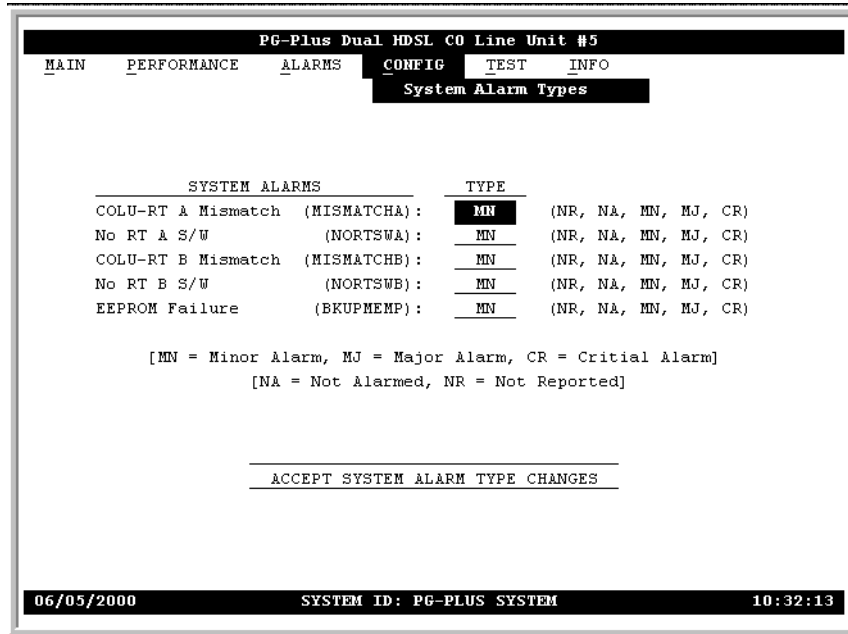 PG-Plus Dual HDSL CO Line Unit #5
MAIN PERFORMANCE ALARMS CONFIG TEST INFO
System Alarm Types
SYSTEM ALARMS TYPE
COLU-RT A Mismatch (MISMATCHA): MN (NR, NA, MN, MJ, CR)
No RT A S/W (NORTSWA): MN (NR, NA, MN, MJ, CR)
COLU-RT B Mismatch (MISMATCHB): MN (NR, NA, MN, MJ, CR)
No RT B S/W (NORTSWB): MN (NR, NA, MN, MJ, CR)
EEPROM Failure (BKUPMEMP): MN (NR, NA, MN, MJ, CR)
[MN = Minor Alarm, MJ = Major Alarm, CR = Critial Alarm]
[NA = Not Alarmed, NR = Not Reported]
ACCEPT SYSTEM ALARM TYPE CHANGES
06/05/2000 SYSTEM ID: PG-PLUS SYSTEM 10:32:13